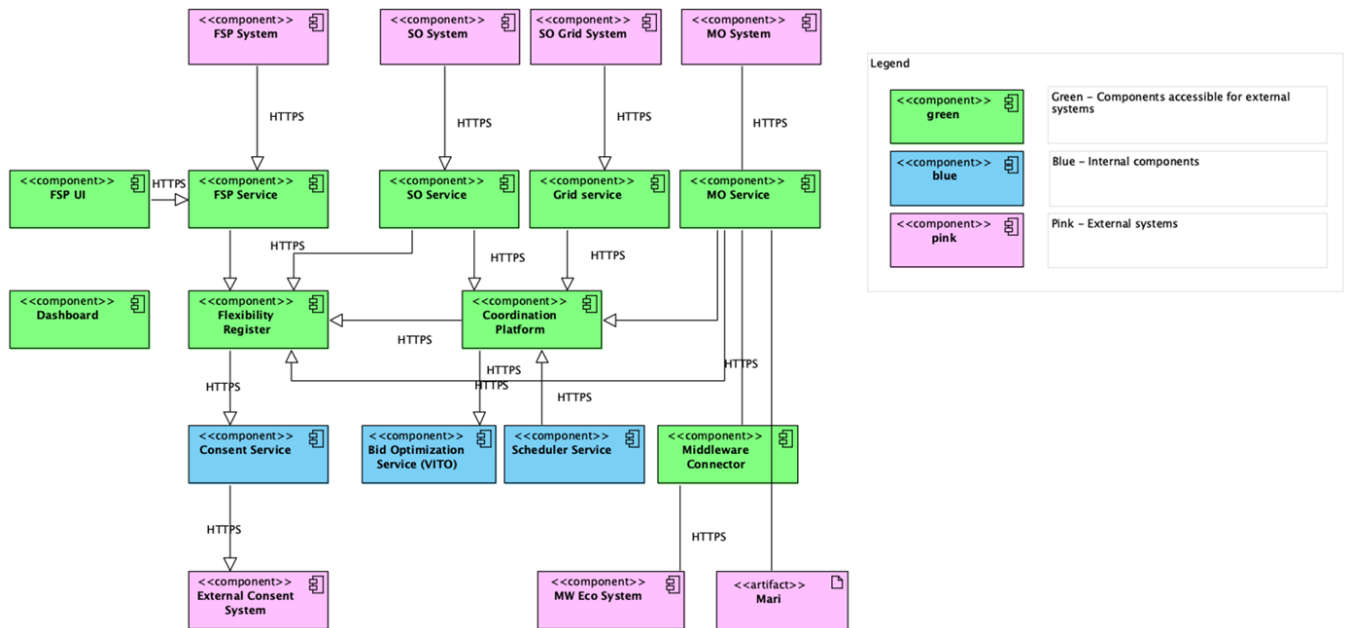 <<component>>
FSP System
<<component>>
SO System
<<component>>
SO Grid System
<<component>>
MO System
Legend
<<component>>
green
Green – Components accessible for external
systems
HTTPS
HTTPS
HTTPS
HTTPS
<<component>>
blue
Blue – Internal components
<<component>>
FSP UI
HTTPS
<<component>>
FSP Service
<<component>>
SO Service
<<component>>
Grid service
<<component>>
MO Service
<<component>>
pink
Pink – External systems
HTTPS
HTTPS
HTTPS
<<component>>
Dashboard
<<component>>
Flexibility
Register
<<component>>
Coordination
Platform
HTTPS
HTTPS
HTTPS
HTTPS
HTTPS
HTTPS
<<component>>
Consent Service
<<component>>
Bid Optimization
Service (VITO)
<<component>>
Scheduler Service
<<component>>
Middleware
Connector
HTTPS
HTTPS
<<component>>
External Consent
System
<<component>>
MW Eco System
<<artifact>>
Mari